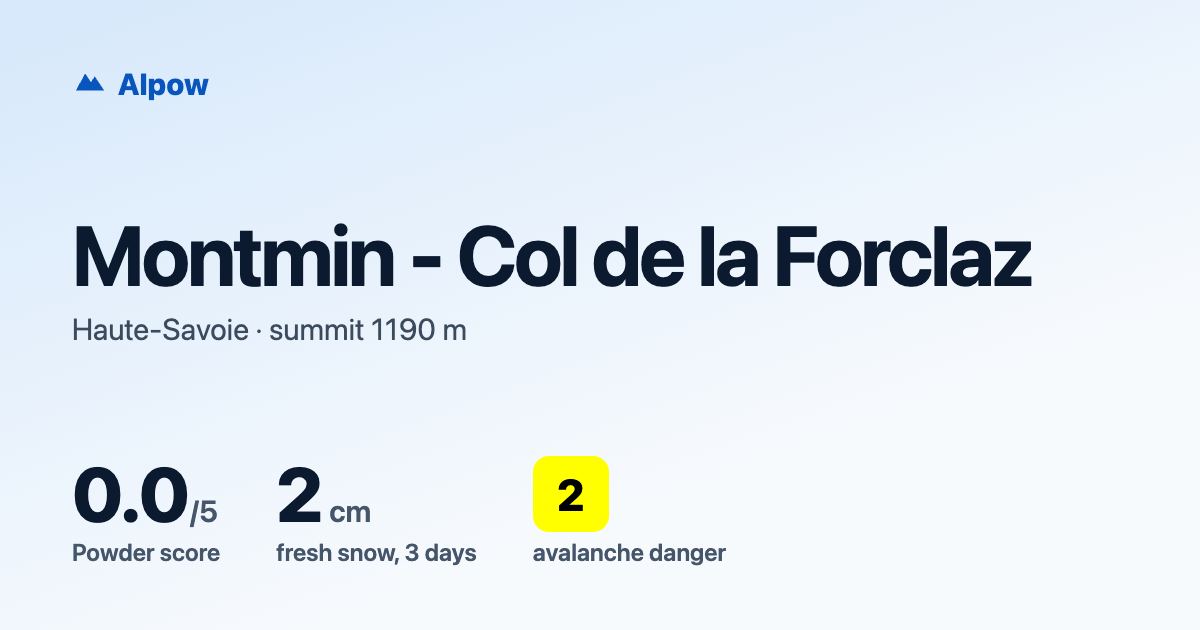 Alpow
Montmin - Col de la Forclaz
Haute-Savoie · summit 1190 m
0.0/5 2 cm 2
Powder score fresh snow, 3 days avalanche danger